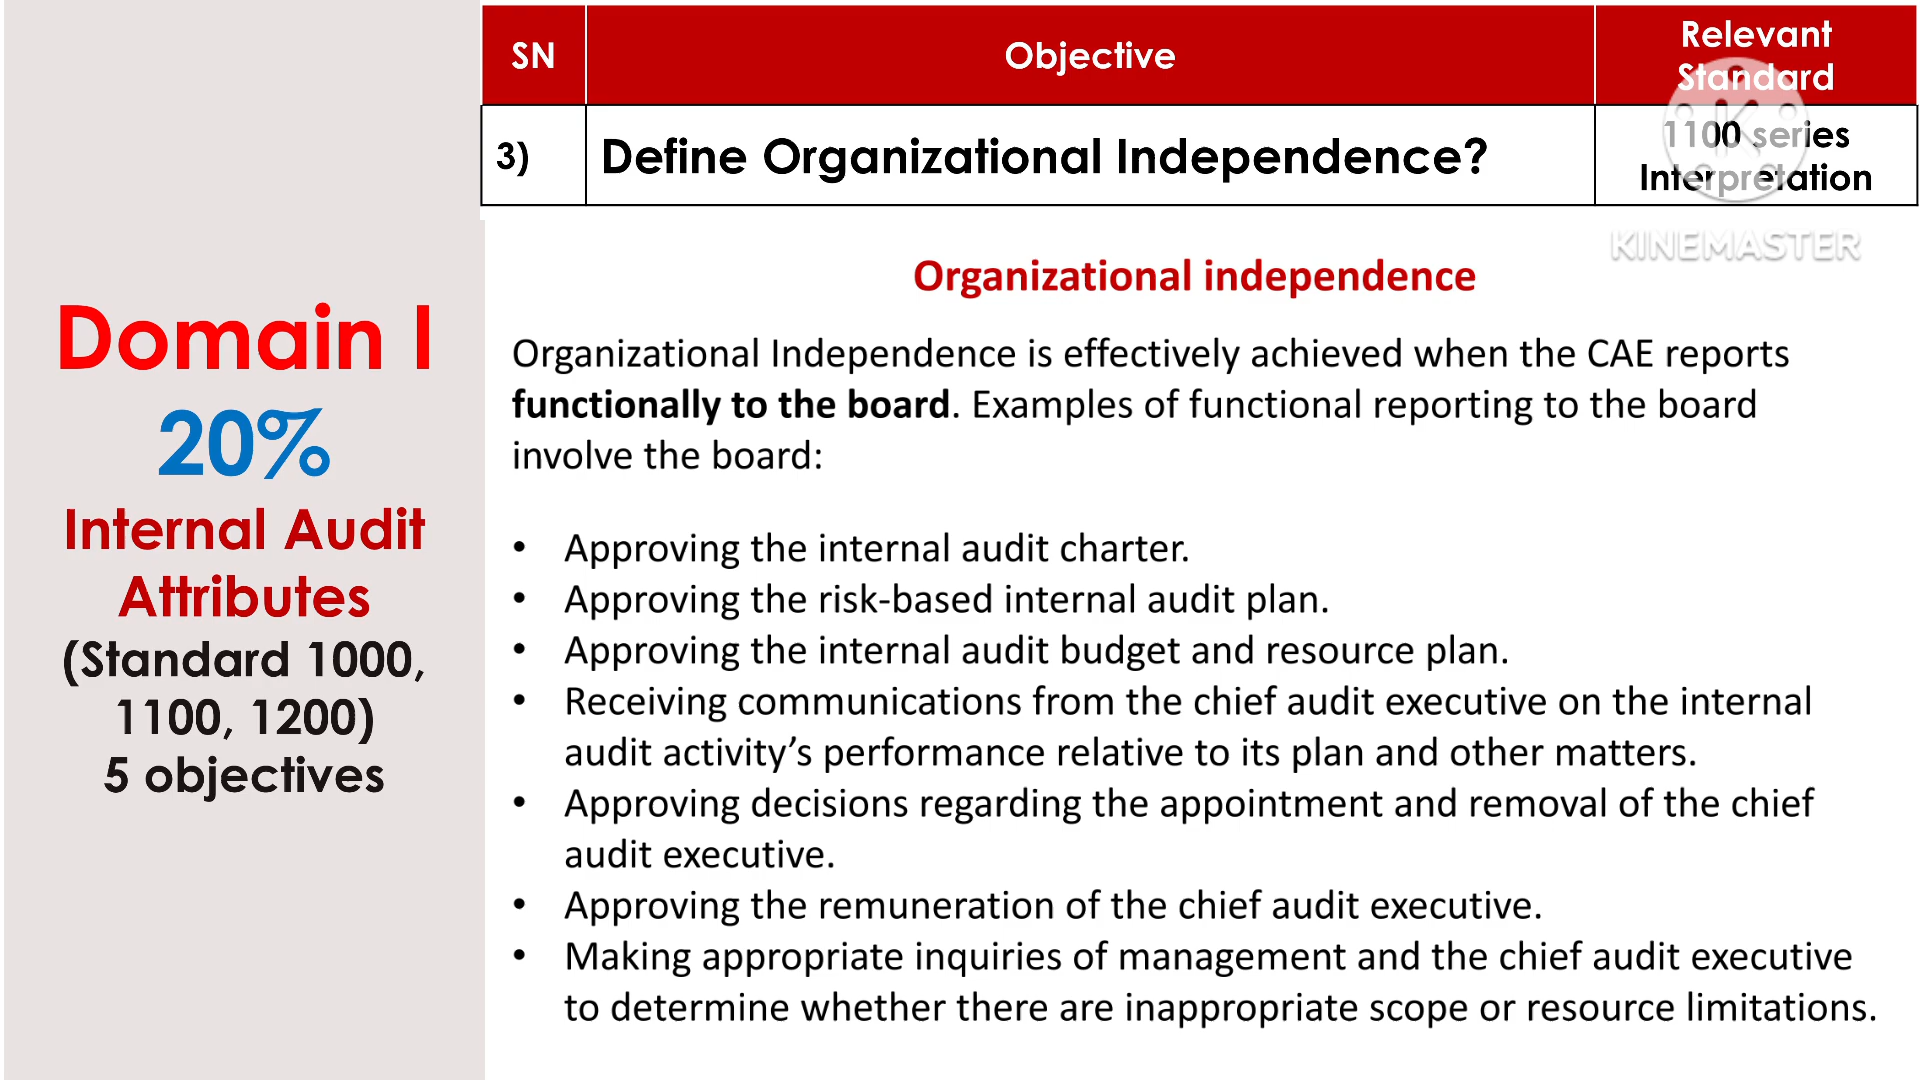 SN
Objective
Relevant
Standard
3)
Define Organizational Independence?
1100 series
Interpretation
K
KINEMASTER
Domain I
20%
Internal Audit
Attributes
(Standard 1000,
1100, 1200)
5 objectives
Organizational independence
Organizational Independence is effectively achieved when the CAE reports
functionally to the board. Examples of functional reporting to the board
involve the board:
• Approving the internal audit charter.
• Approving the risk-based internal audit plan.
• Approving the internal audit budget and resource plan.
• Receiving communications from the chief audit executive on the internal
audit activity’s performance relative to its plan and other matters.
• Approving decisions regarding the appointment and removal of the chief
audit executive.
• Approving the remuneration of the chief audit executive.
• Making appropriate inquiries of management and the chief audit executive
to determine whether there are inappropriate scope or resource limitations.